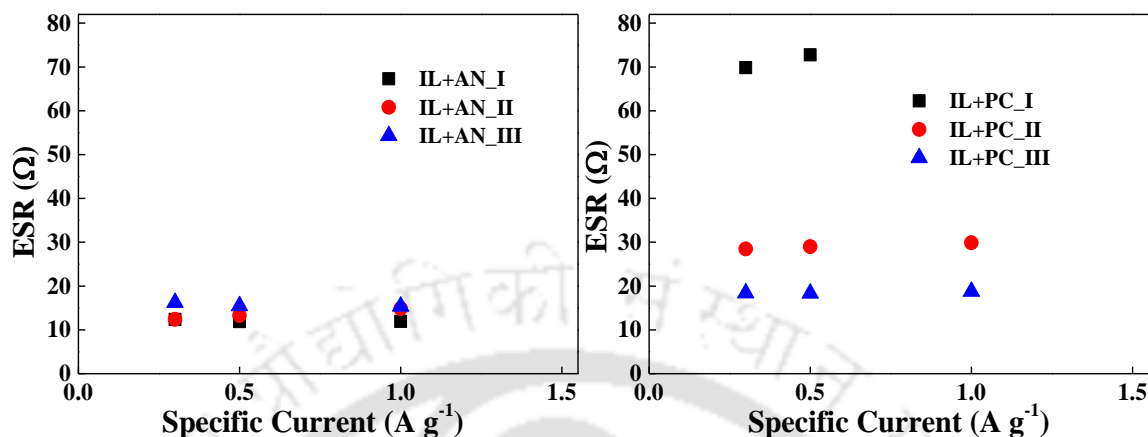 80
70
60
50
40
30
20
10
0
ESR (Ω)
IL+AN_I
IL+AN_II
IL+AN_III
0.0 0.5 1.0 1.5
Specific Current (A g⁻¹)
80
70
60
50
40
30
20
10
0
ESR (Ω)
IL+PC_I
IL+PC_II
IL+PC_III
0.0 0.5 1.0 1.5
Specific Current (A g⁻¹)